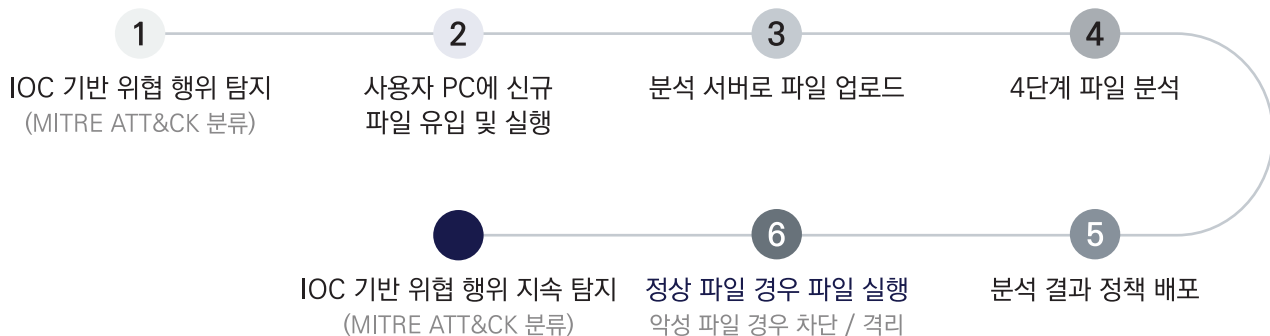 1
IOC 기반 위협 행위 탐지
(MITRE ATT&CK 분류)
2
사용자 PC에 신규
파일 유입 및 실행
3
분석 서버로 파일 업로드
4
4단계 파일 분석
5
분석 결과 정책 배포
6
정상 파일 경우 파일 실행
악성 파일 경우 차단 / 격리
IOC 기반 위협 행위 지속 탐지
(MITRE ATT&CK 분류)